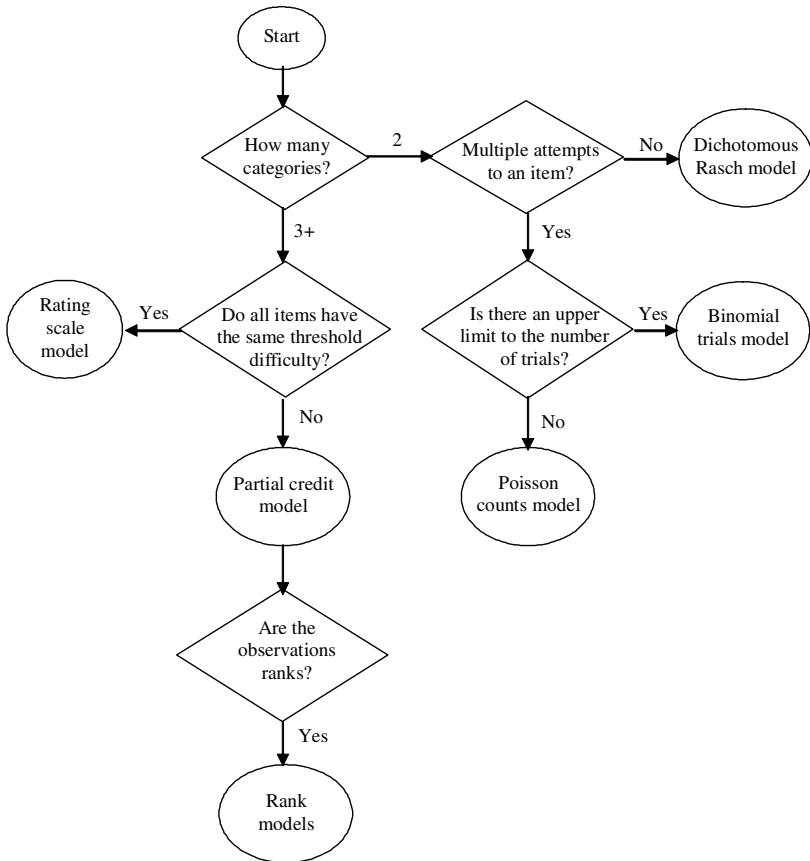 Start
How many
categories?
2
Multiple attempts
to an item?
No
Dichotomous
Rasch model
3+
Yes
Rating
scale
model
Yes
Do all items have
the same threshold
difficulty?
Is there an upper
limit to the number
of trials?
Yes
Binomial
trials model
No
No
Partial credit
model
Poisson
counts model
Are the
observations
ranks?
Yes
Rank
models